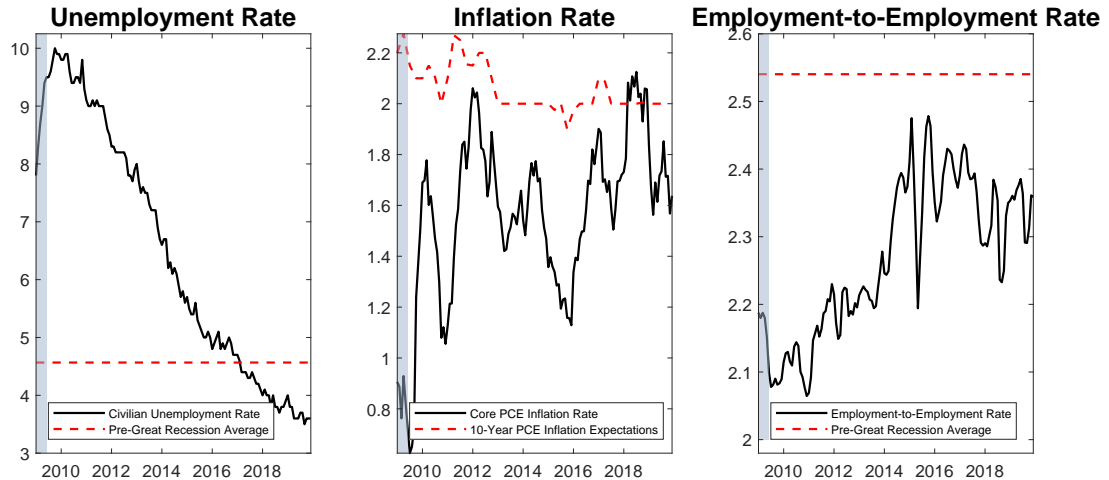 Unemployment Rate
10
9
8
7
6
5
4
3
2010 2012 2014 2016 2018
Civilian Unemployment Rate
Pre-Great Recession Average
Inflation Rate
2.2
2
1.8
1.6
1.4
1.2
1
0.8
2010 2012 2014 2016 2018
Core PCE Inflation Rate
10-Year PCE Inflation Expectations
Employment-to-Employment Rate
2.6
2.5
2.4
2.3
2.2
2.1
2
2010 2012 2014 2016 2018
Employment-to-Employment Rate
Pre-Great Recession Average